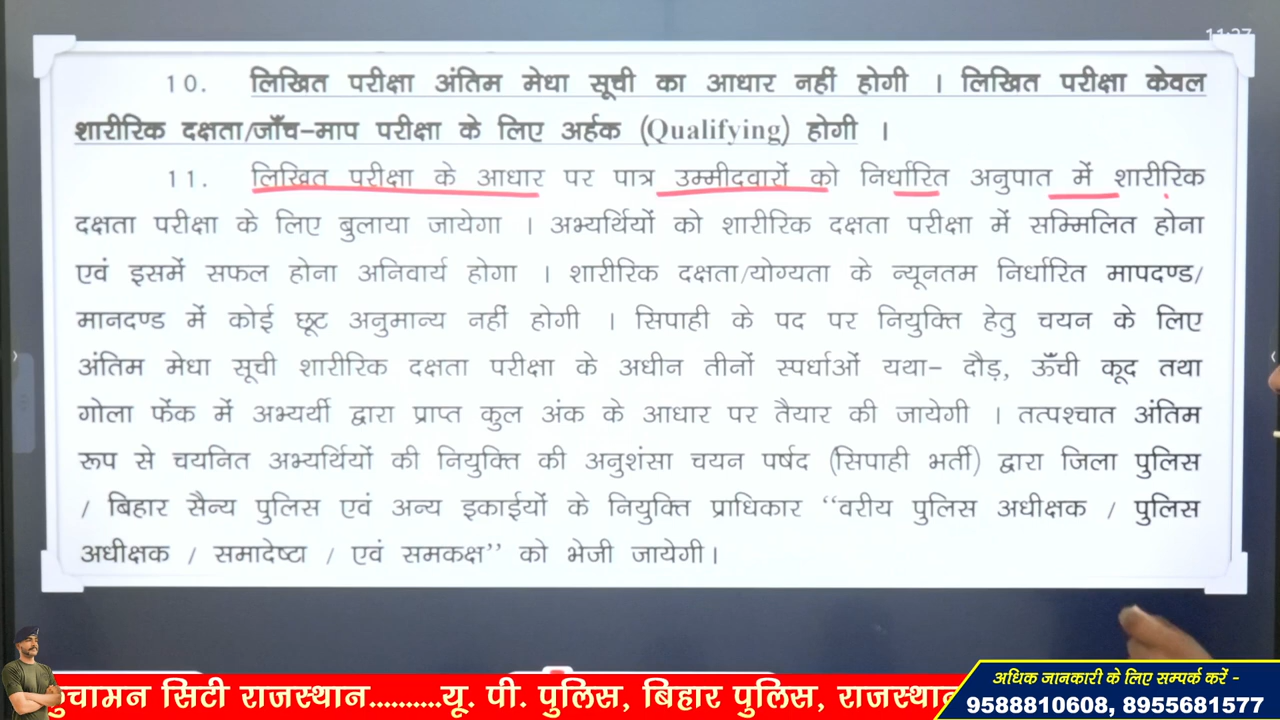 10. लिखित परीक्षा अंतिम मेधा सूची का आधार नहीं होगी । लिखित परीक्षा केवल
शारीरिक दक्षता/जाँच-माप परीक्षा के लिए अर्हक (Qualifying) होगी ।
11. लिखित परीक्षा के आधार पर पात्र उम्मीदवारों को निर्धारित अनुपात में शारीरिक
दक्षता परीक्षा के लिए बुलाया जायेगा । अभ्यर्थियों को शारीरिक दक्षता परीक्षा में सम्मिलित होना
एवं इसमें सफल होना अनिवार्य होगा । शारीरिक दक्षता/योग्यता के न्यूनतम निर्धारित मापदण्ड/
मानदण्ड में कोई छूट अनुमान्य नहीं होगी । सिपाही के पद पर नियुक्ति हेतु चयन के लिए
अंतिम मेधा सूची शारीरिक दक्षता परीक्षा के अधीन तीनों स्पर्धाओं यथा- दौड़, ऊँची कूद तथा
गोला फेंक में अभ्यर्थी द्वारा प्राप्त कुल अंक के आधार पर तैयार की जायेगी । तत्पश्चात अंतिम
रूप से चयनित अभ्यर्थियों की नियुक्ति की अनुशंसा चयन पर्षद (सिपाही भर्ती) द्वारा जिला पुलिस
/ बिहार सैन्य पुलिस एवं अन्य इकाईयों के नियुक्ति प्राधिकार “वरीय पुलिस अधीक्षक / पुलिस
अधीक्षक / समादेष्टा / एवं समकक्ष” को भेजी जायेगी।
सिटी राजस्थान..........यू. पी. पुलिस, बिहार पुलिस,
अधिक जानकारी के लिए सम्पर्क करें -
9588810608, 8955681577